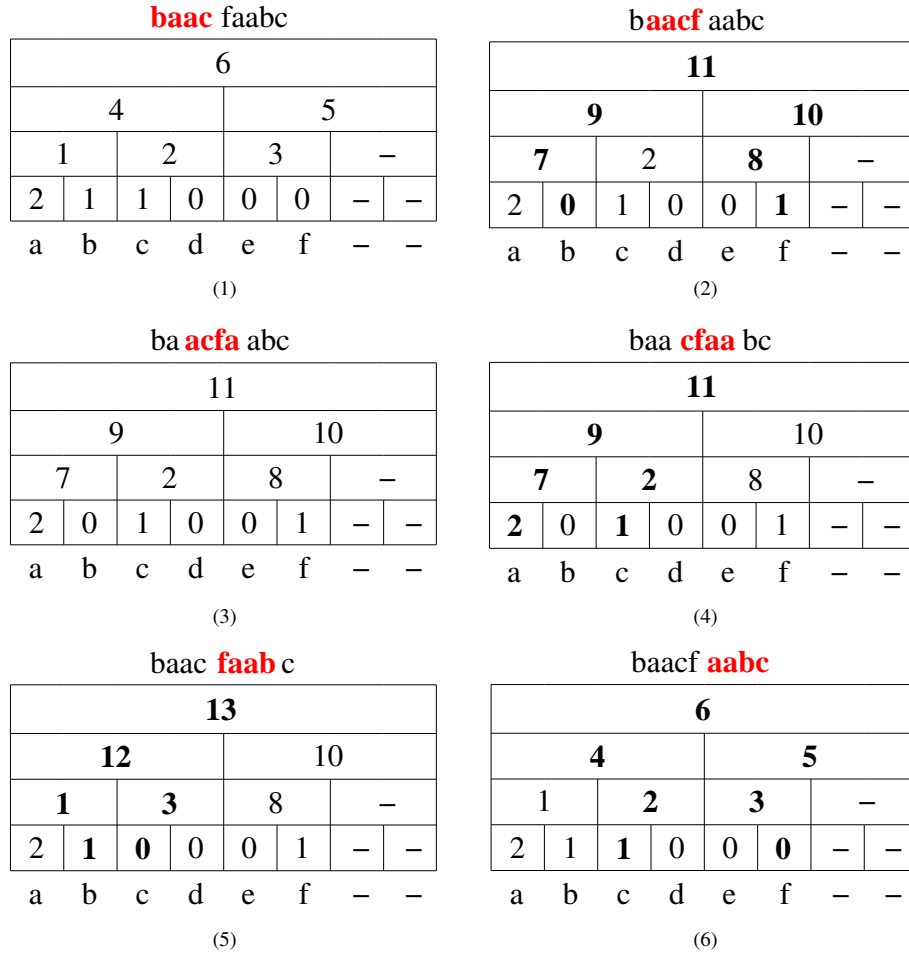 baac faabc
6
4 5
1 2 3 –
2 1 1 0 0 0 – –
a b c d e f – –
(1)
baacf aabc
11
9 10
7 2 8 –
2 0 1 0 0 1 – –
a b c d e f – –
(2)
ba acfa abc
11
9 10
7 2 8 –
2 0 1 0 0 1 – –
a b c d e f – –
(3)
baa cfaa bc
11
9 10
7 2 8 –
2 0 1 0 0 1 – –
a b c d e f – –
(4)
baac faab c
13
12 10
1 3 8 –
2 1 0 0 0 1 – –
a b c d e f – –
(5)
baacf aabc
6
4 5
1 2 3 –
2 1 1 0 0 0 – –
a b c d e f – –
(6)